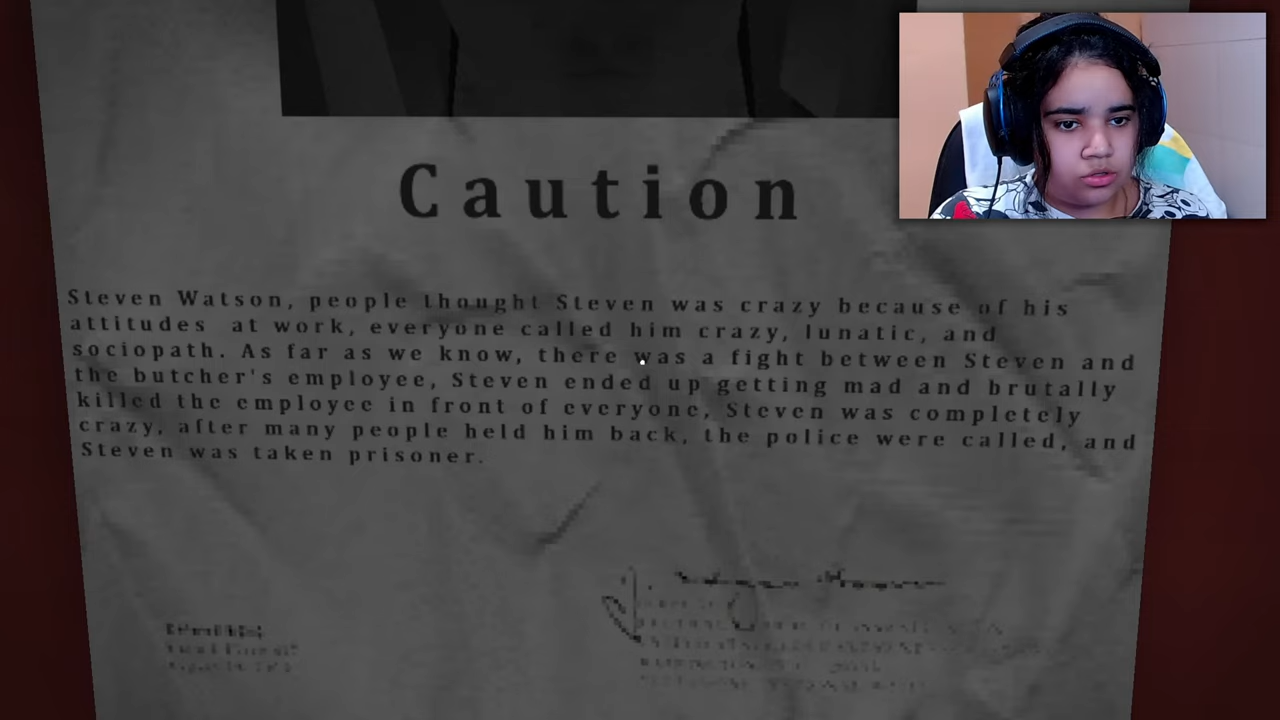 Caution
Steven Watson, people thought Steven was crazy because of his
attitudes at work, everyone called him crazy, lunatic, and
sociopath. As far as we know, there was a fight between Steven and
the butcher's employee, Steven ended up getting mad and brutally
killed the employee in front of everyone, Steven was completely
crazy, after many people held him back, the police were called, and
Steven was taken prisoner.